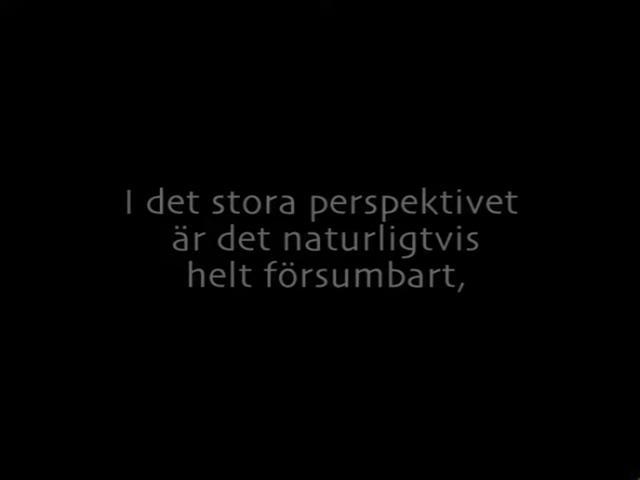 I det stora perspektivet
är det naturligtvis
helt försumbart,